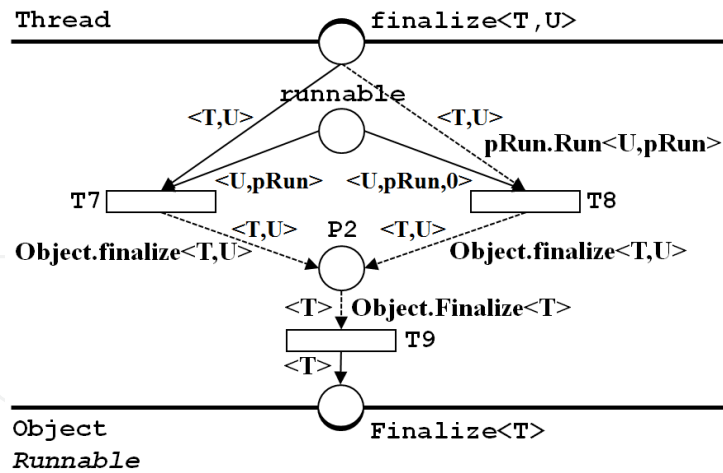 Thread
finalize<T,U>
runnable
<T,U>
<T,U>
pRun.Run<U,pRun>
<U,pRun>
<U,pRun,0>
T7
T8
<T,U>
P2
<T,U>
Object.finalize<T,U>
Object.finalize<T,U>
<T>
Object.Finalize<T>
T9
<T>
Object
Finalize<T>
Runnable